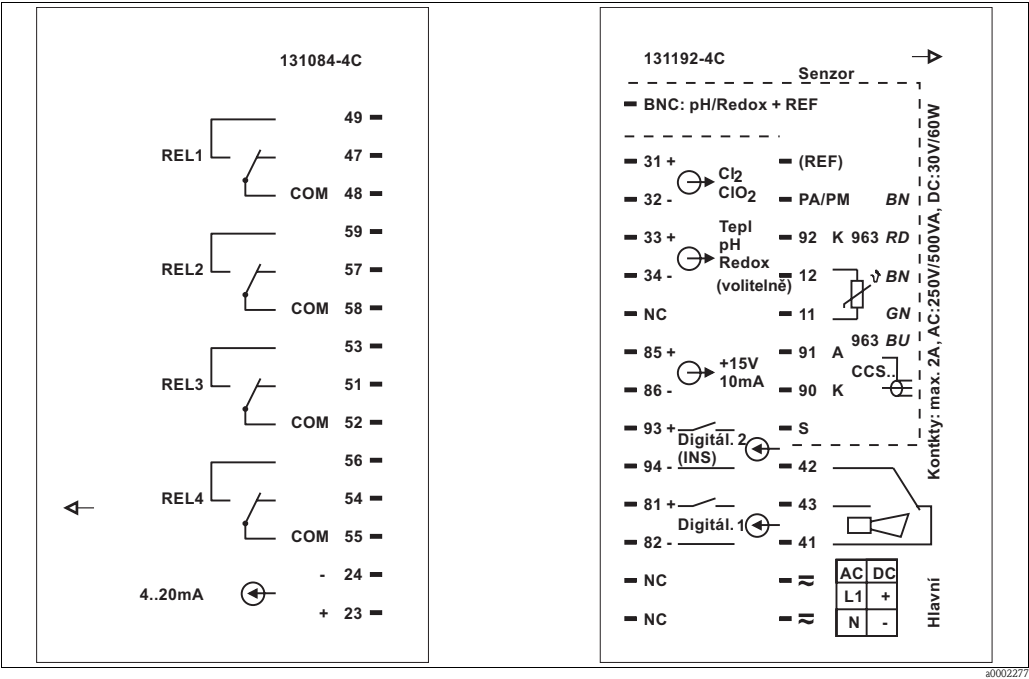 131084-4C
49
REL1 47
COM 48
59
REL2 57
COM 58
53
REL3 51
COM 52
56
REL4 54
COM 55
- 24
4..20mA
+ 23
131192-4C
Senzor
BNC: pH/Redox + REF
31 + (REF)
Cl2
ClO2
32 - PA/PM BN
Tepl
33 + 92 K 963 RD
pH
Redox
34 - 12 ϑ BN
(volitelně)
NC 11 GN
963 BU
85 + 91 A
+15V
CCS..
10mA
86 - 90 K
93 + S
Digitál. 2
(INS)
94 - 42
81 + 43
Digitál. 1
82 - 41
NC AC DC
L1 +
NC N -
Kontkty: max. 2A, AC:250V/500VA, DC:30V/60W
Hlavní
a0002277